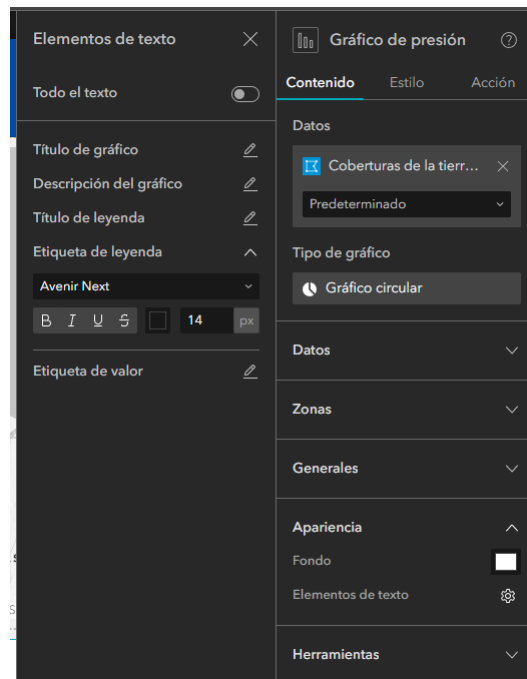 Elementos de texto
Todo el texto
Título de gráfico
Descripción del gráfico
Título de leyenda
Etiqueta de leyenda
Avenir Next
B I U S 14 px
Etiqueta de valor
Gráfico de presión
Contenido Estilo Acción
Datos
Coberturas de la tierr...
Predeterminado
Tipo de gráfico
Gráfico circular
Datos
Zonas
Generales
Apariencia
Fondo
Elementos de texto
Herramientas